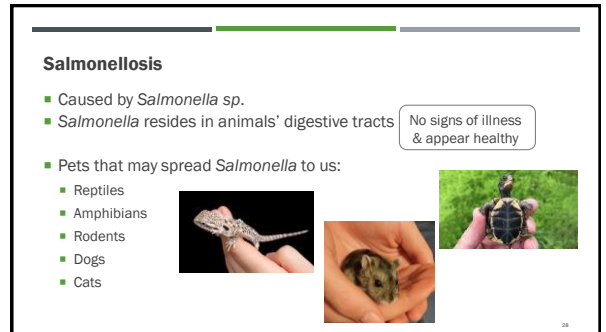 Salmonellosis
▪ Caused by Salmonella sp.
▪ Salmonella resides in animals' digestive tracts
No signs of illness
& appear healthy
▪ Pets that may spread Salmonella to us:
▪ Reptiles
▪ Amphibians
▪ Rodents
▪ Dogs
▪ Cats
28